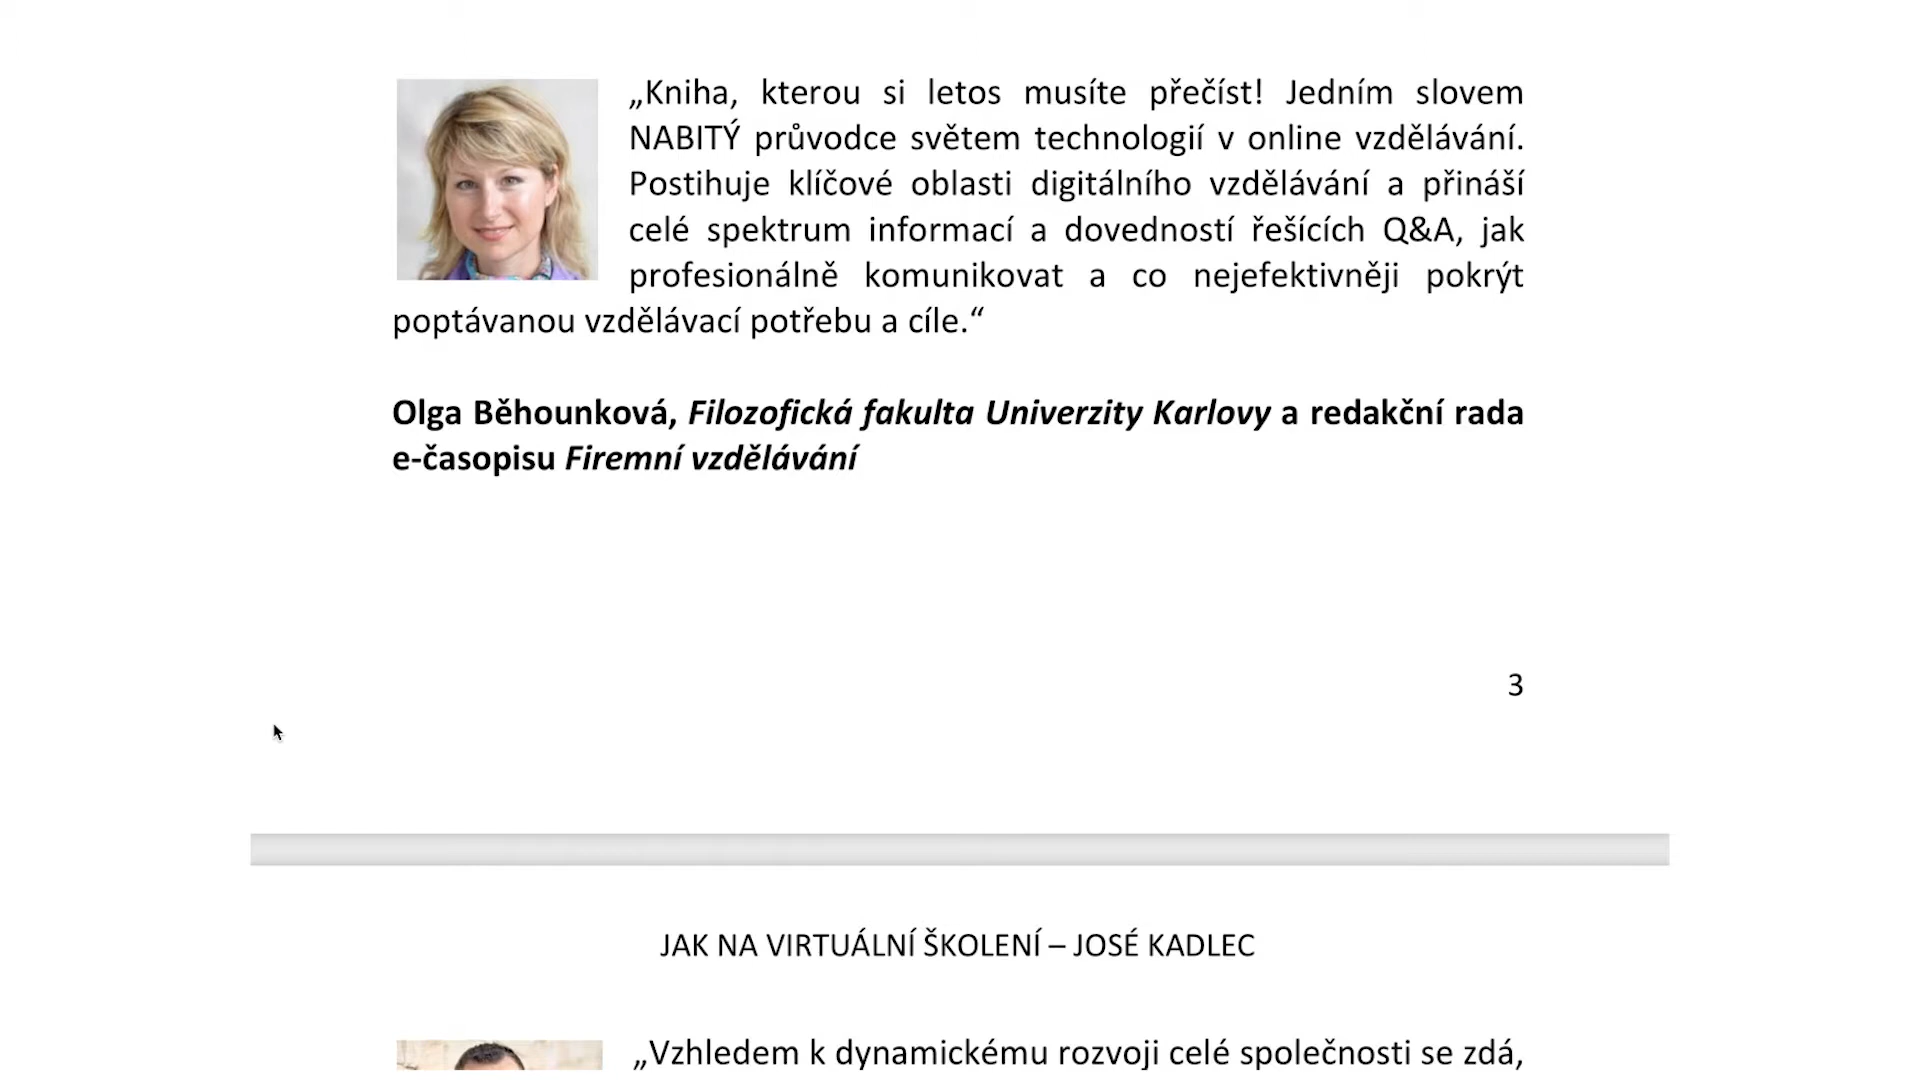 „Kniha, kterou si letos musíte přečíst! Jedním slovem
NABITÝ průvodce světem technologií v online vzdělávání.
Postihuje klíčové oblasti digitálního vzdělávání a přináší
celé spektrum informací a dovedností řešících Q&A, jak
profesionálně komunikovat a co nejefektivněji pokrýt
poptávanou vzdělávací potřebu a cíle.“
Olga Běhounková, Filozofická fakulta Univerzity Karlovy a redakční rada
e-časopisu Firemní vzdělávání
3
JAK NA VIRTUÁLNÍ ŠKOLENÍ – JOSÉ KADLEC
„Vzhledem k dynamickému rozvoji celé společnosti se zdá,